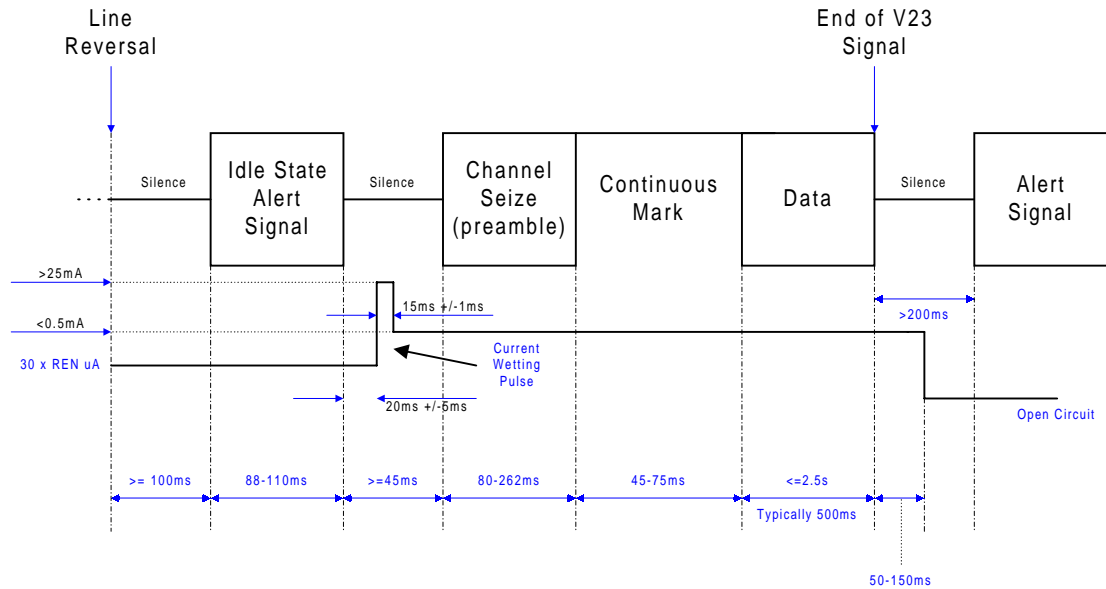 Line
Reversal
End of V23
Signal
Silence
Idle State
Alert
Signal
Silence
Channel
Seize
(preamble)
Continuous
Mark
Data
Silence
Alert
Signal
>25mA
15ms +/-1ms
>200ms
<0.5mA
30 x REN uA
Current
Wetting
Pulse
20ms +/-5ms
Open Circuit
>= 100ms
88-110ms
>=45ms
80-262ms
45-75ms
<=2.5s
Typically 500ms
50-150ms